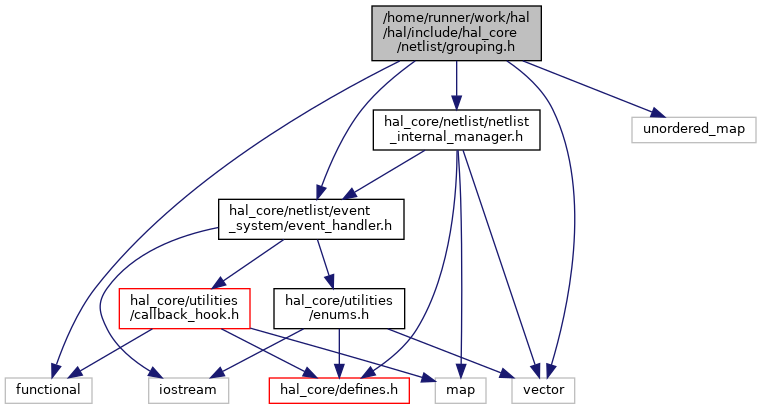 /home/runner/work/hal
/hal/include/hal_core
/netlist/grouping.h
hal_core/netlist/netlist
_internal_manager.h
unordered_map
hal_core/netlist/event
_system/event_handler.h
hal_core/utilities
/callback_hook.h
hal_core/utilities
/enums.h
functional
iostream
hal_core/defines.h
map
vector